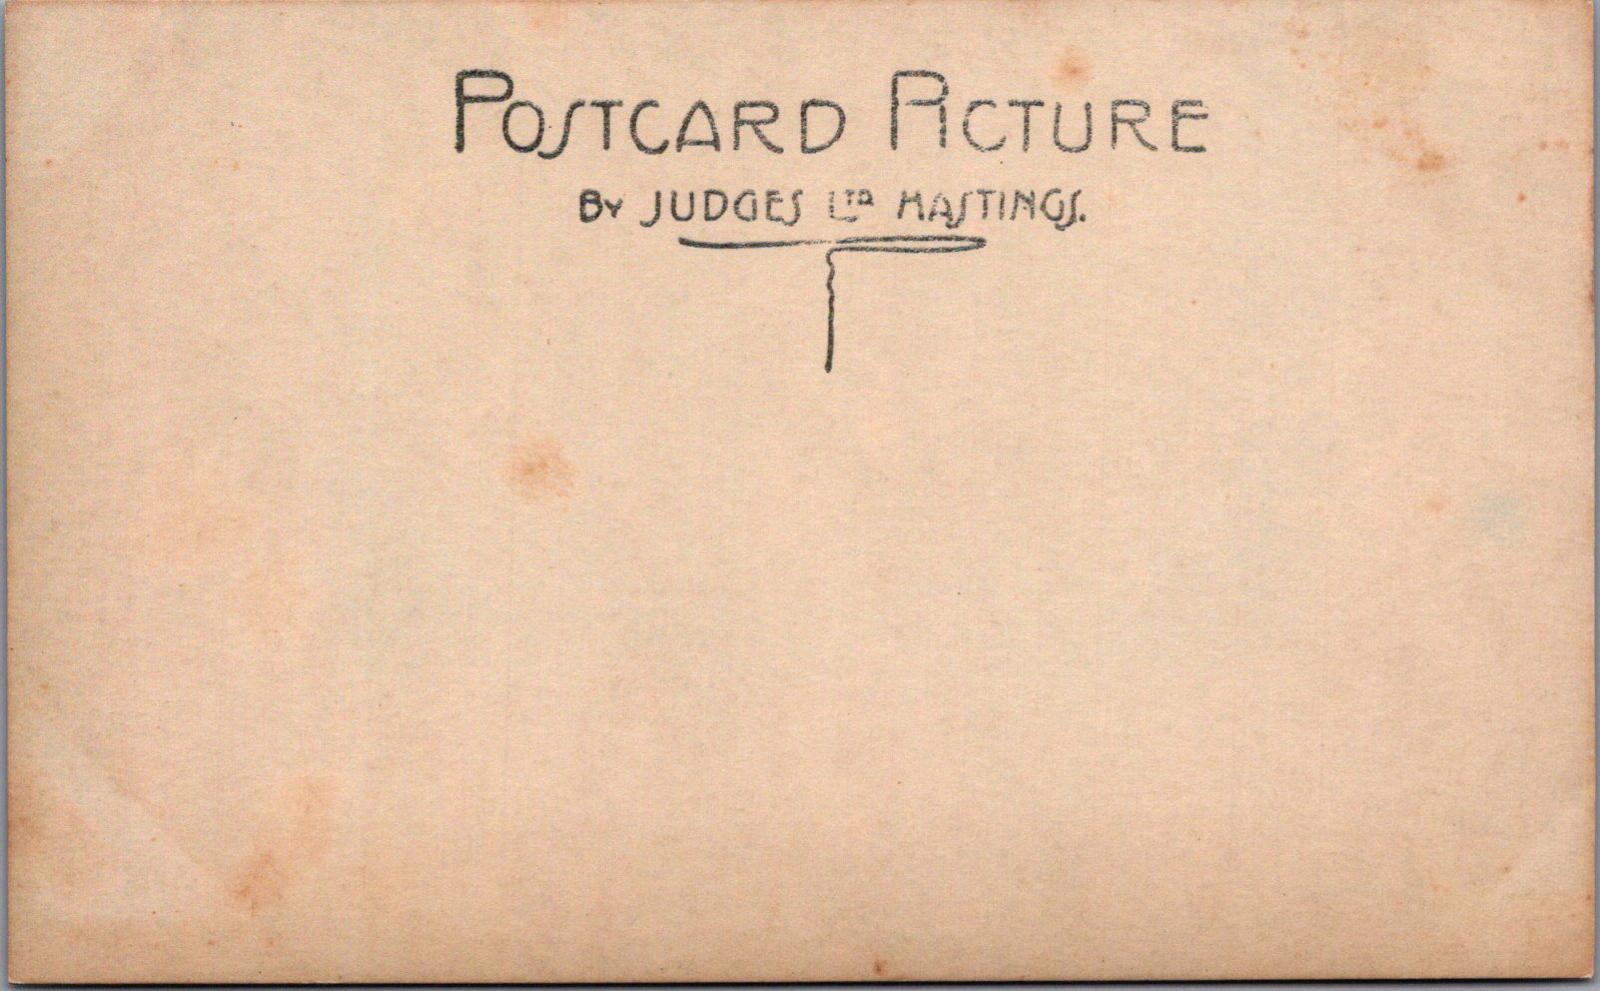 POSTCARD PICTURE
BY JUDGES LTD HASTINGS.